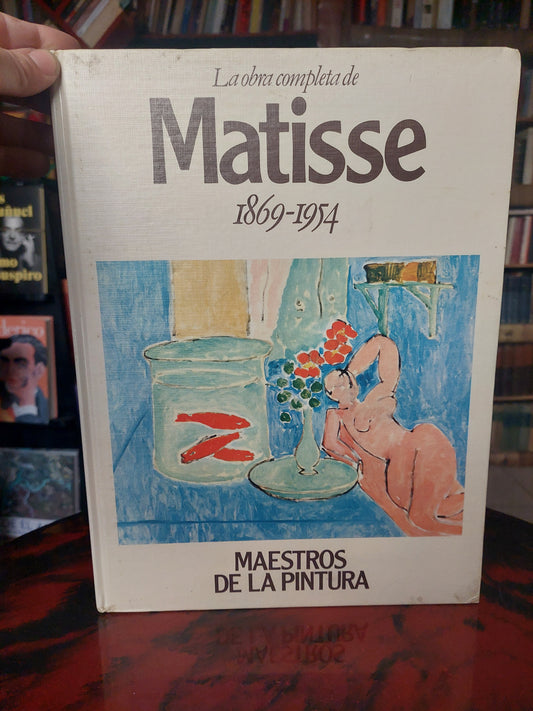 La obra completa de
Matisse
1869-1954
MAESTROS
DE LA PINTURA